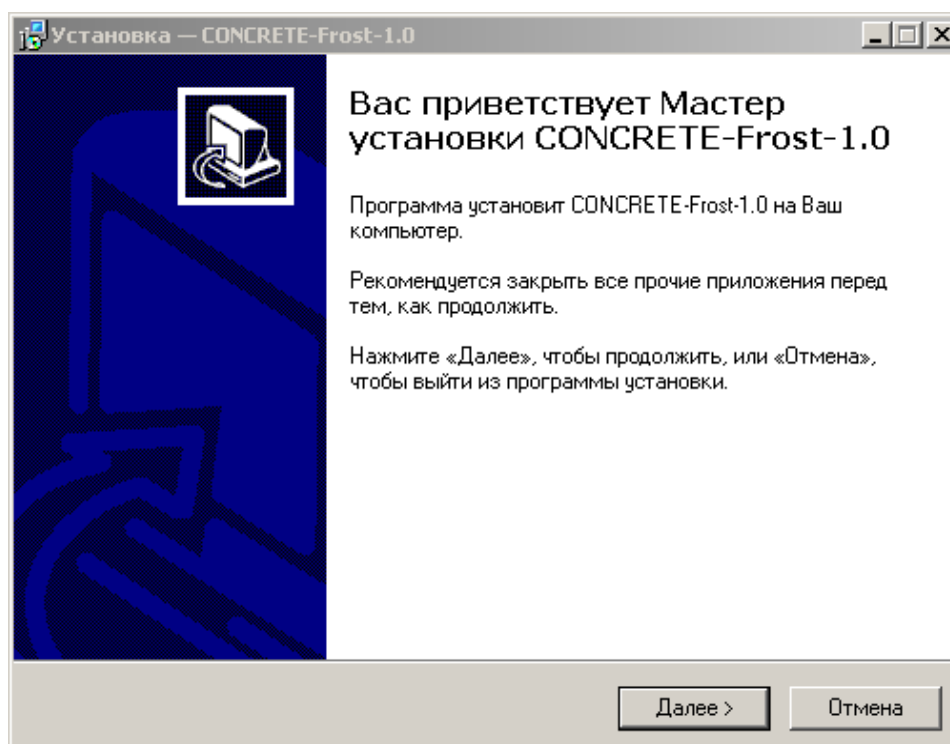 Установка — CONCRETE-Frost-1.0
Вас приветствует Мастер
установки CONCRETE-Frost-1.0
Программа установит CONCRETE-Frost-1.0 на Ваш
компьютер.
Рекомендуется закрыть все прочие приложения перед
тем, как продолжить.
Нажмите «Далее», чтобы продолжить, или «Отмена»,
чтобы выйти из программы установки.
Далее >
Отмена